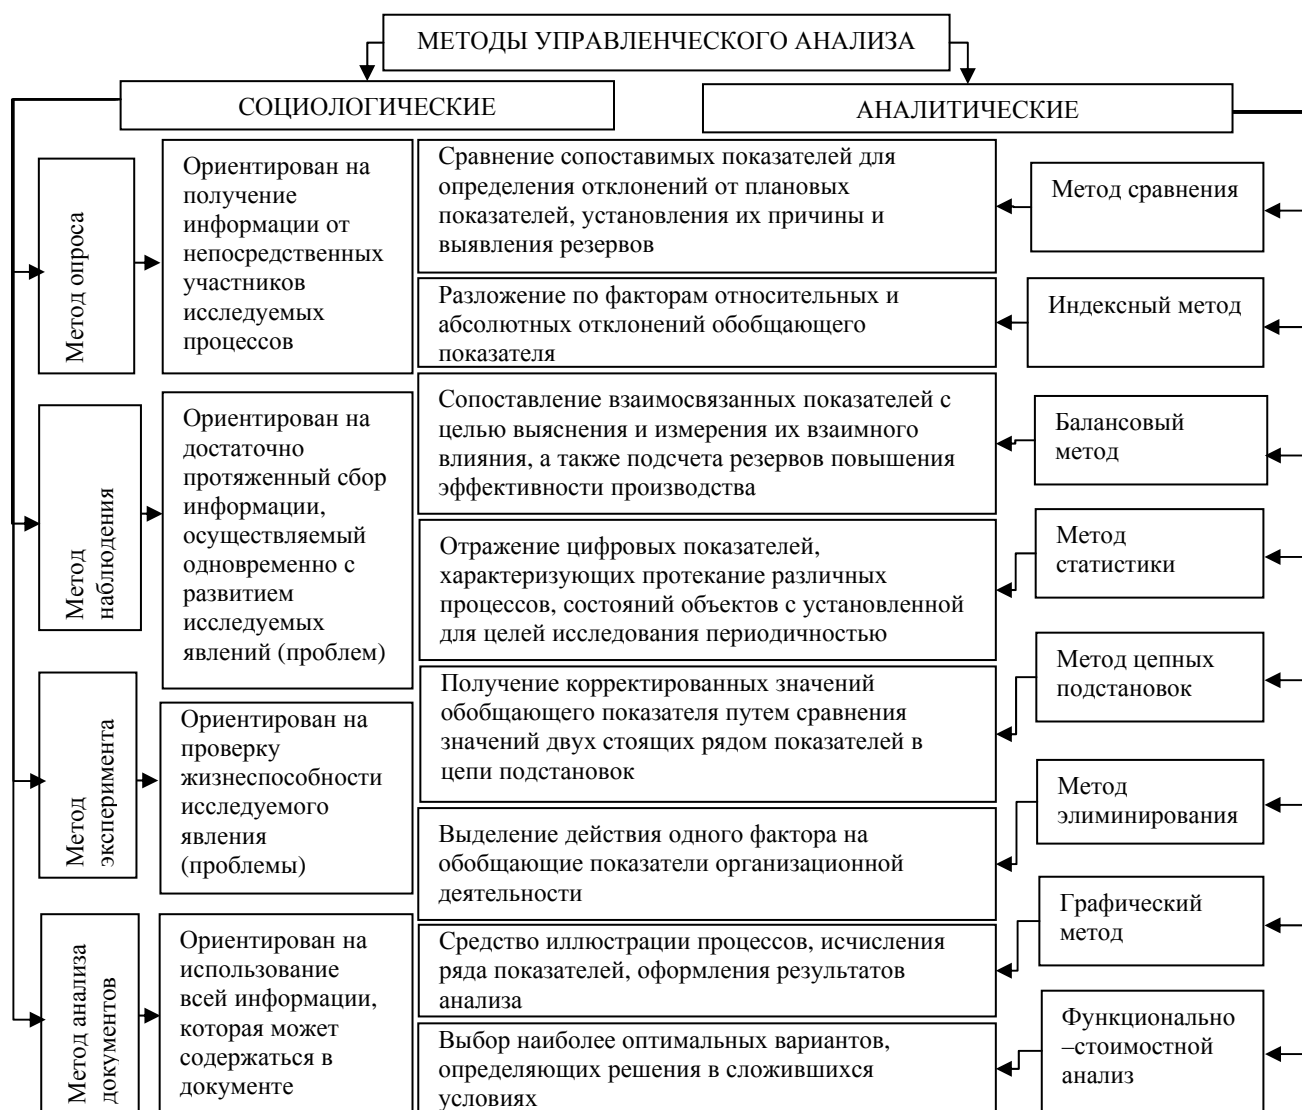 МЕТОДЫ УПРАВЛЕНЧЕСКОГО АНАЛИЗА
СОЦИОЛОГИЧЕСКИЕ
АНАЛИТИЧЕСКИЕ
Метод опроса
Ориентирован на
получение
информации от
непосредственных
участников
исследуемых
процессов
Метод
наблюдения
Ориентирован на
достаточно
протяженный сбор
информации,
осуществляемый
одновременно с
развитием
исследуемых
явлений (проблем)
Метод
эксперимента
Ориентирован на
проверку
жизнеспособности
исследуемого
явления
(проблемы)
Метод анализа
документов
Ориентирован на
использование
всей информации,
которая может
содержаться в
документе
Сравнение сопоставимых показателей для
определения отклонений от плановых
показателей, установления их причины и
выявления резервов
Метод сравнения
Разложение по факторам относительных и
абсолютных отклонений обобщающего
показателя
Индексный метод
Сопоставление взаимосвязанных показателей с
целью выяснения и измерения их взаимного
влияния, а также подсчета резервов повышения
эффективности производства
Балансовый
метод
Отражение цифровых показателей,
характеризующих протекание различных
процессов, состояний объектов с установленной
для целей исследования периодичностью
Метод
статистики
Получение корректированных значений
обобщающего показателя путем сравнения
значений двух стоящих рядом показателей в
цепи подстановок
Метод цепных
подстановок
Выделение действия одного фактора на
обобщающие показатели организационной
деятельности
Метод
элиминирования
Средство иллюстрации процессов, исчисления
ряда показателей, оформления результатов
анализа
Графический
метод
Выбор наиболее оптимальных вариантов,
определяющих решения в сложившихся
условиях
Функционально
–стоимостной
анализ